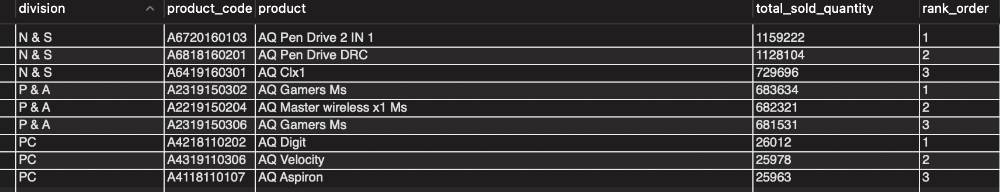 division product_code product total_sold_quantity rank_order
N & S A6720160103 AQ Pen Drive 2 IN 1 1159222 1
N & S A6818160201 AQ Pen Drive DRC 1128104 2
N & S A6419160301 AQ Clx1 729696 3
P & A A2319150302 AQ Gamers Ms 683634 1
P & A A2219150204 AQ Master wireless x1 Ms 682321 2
P & A A2319150306 AQ Gamers Ms 681531 3
PC A4218110202 AQ Digit 26012 1
PC A4319110306 AQ Velocity 25978 2
PC A4118110107 AQ Aspiron 25963 3